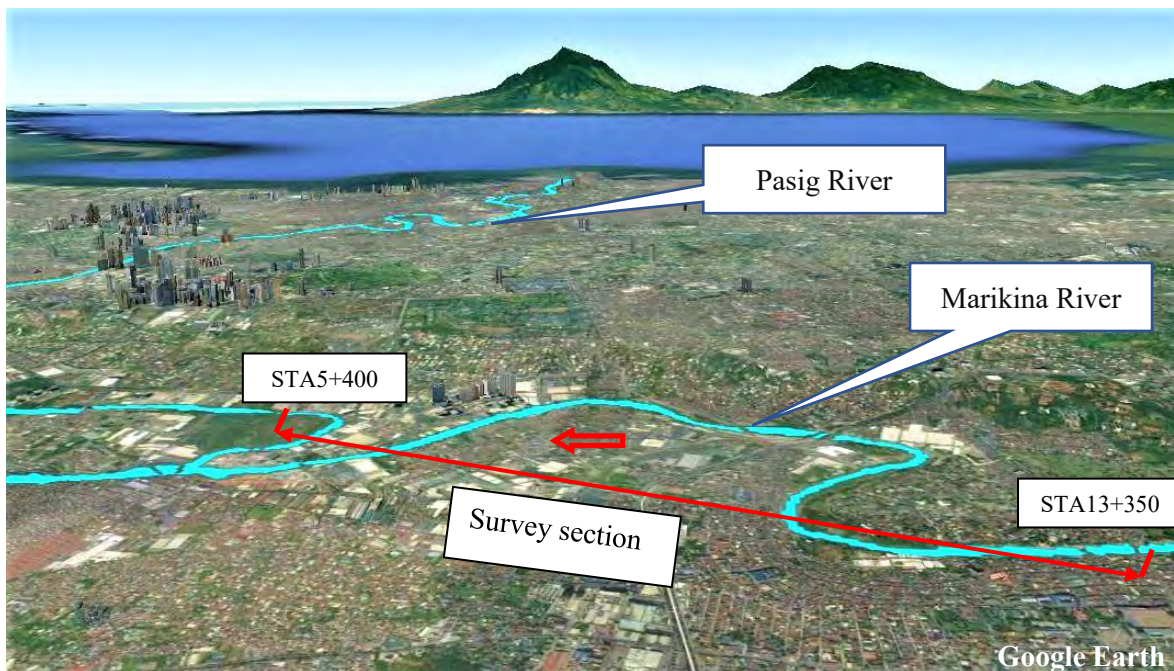 Pasig River
Marikina River
STA5+400
STA13+350
Survey section
Google Earth